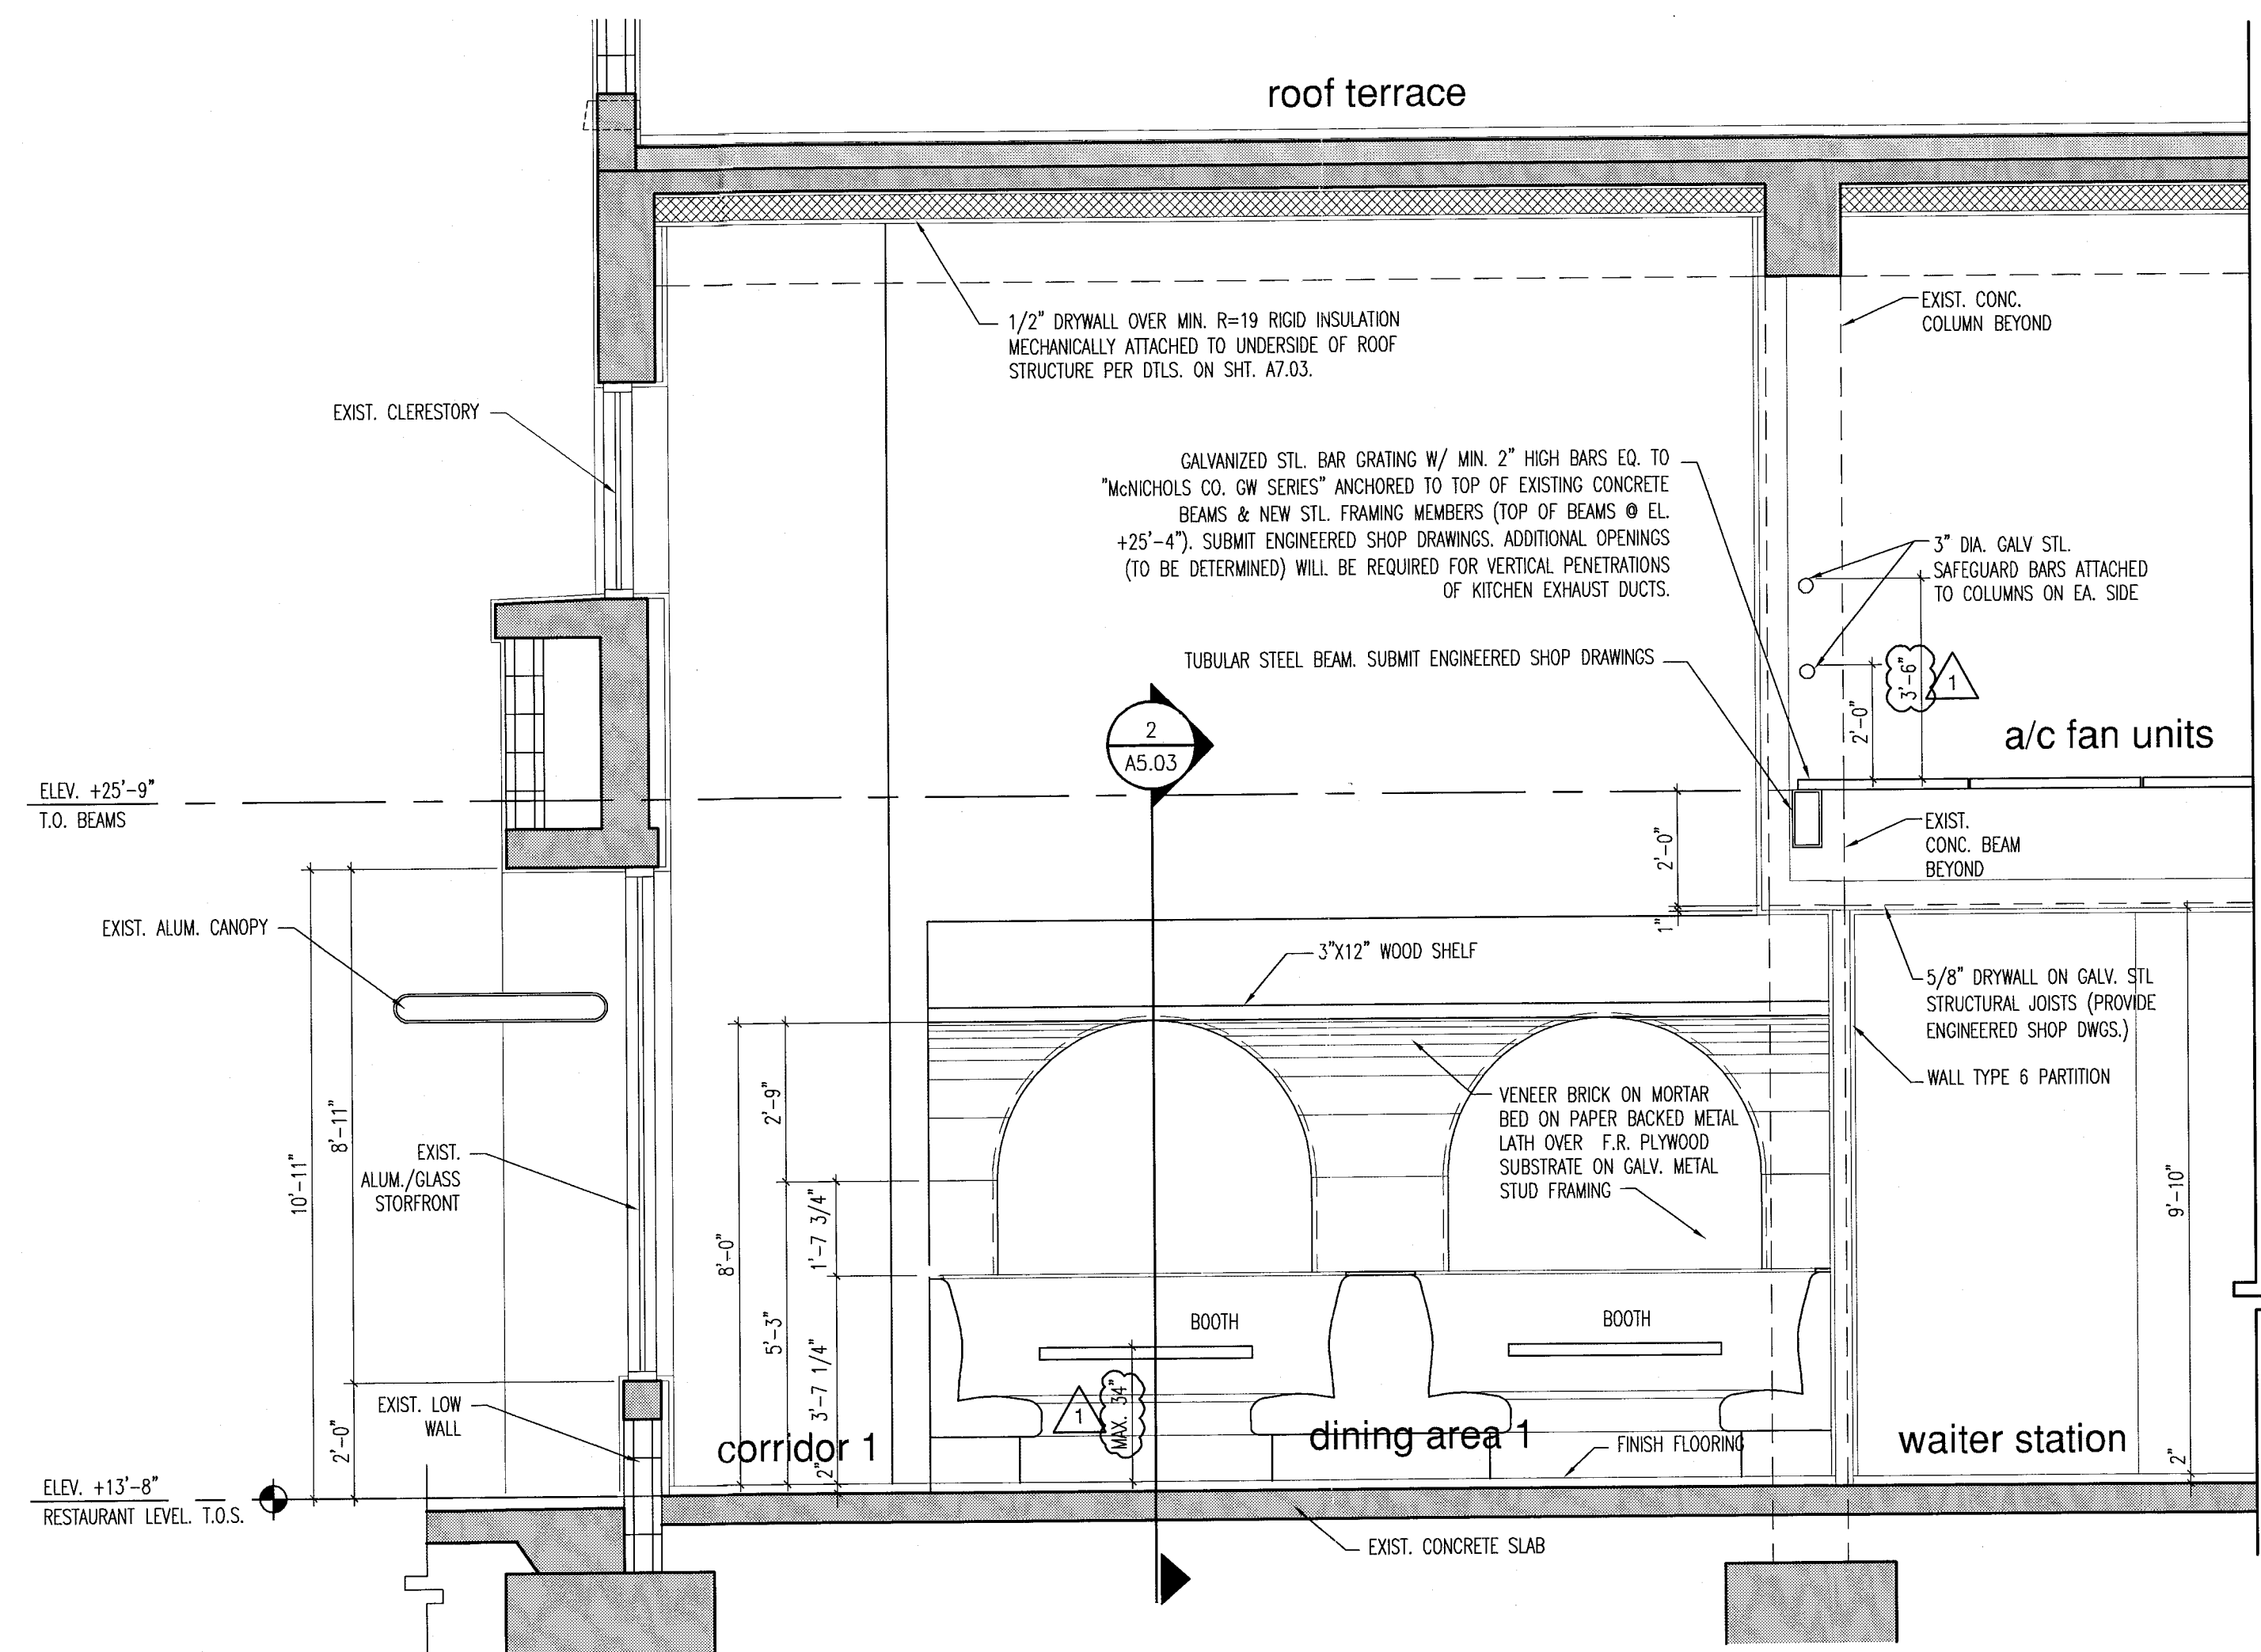 roof terrace
1/2" DRYWALL OVER MIN. R=19 RIGID INSULATION
MECHANICALLY ATTACHED TO UNDERSIDE OF ROOF
STRUCTURE PER DTLS. ON SHT. A7.03.
EXIST. CONC.
COLUMN BEYOND
EXIST. CLERESTORY
GALVANIZED STL. BAR GRATING W/ MIN. 2" HIGH BARS EQ. TO
"McNICHOLS CO. GW SERIES" ANCHORED TO TOP OF EXISTING CONCRETE
BEAMS & NEW STL. FRAMING MEMBERS (TOP OF BEAMS @ EL.
+25'-4"). SUBMIT ENGINEERED SHOP DRAWINGS. ADDITIONAL OPENINGS
(TO BE DETERMINED) WILL BE REQUIRED FOR VERTICAL PENETRATIONS
OF KITCHEN EXHAUST DUCTS.
3" DIA. GALV STL.
SAFEGUARD BARS ATTACHED
TO COLUMNS ON EA. SIDE
TUBULAR STEEL BEAM. SUBMIT ENGINEERED SHOP DRAWINGS
3'-6"
1
2'-0"
a/c fan units
2
A5.03
ELEV. +25'-9"
T.O. BEAMS
2'-0"
1"
EXIST.
CONC. BEAM
BEYOND
EXIST. ALUM. CANOPY
3"X12" WOOD SHELF
5/8" DRYWALL ON GALV. STL
STRUCTURAL JOISTS (PROVIDE
ENGINEERED SHOP DWGS.)
WALL TYPE 6 PARTITION
VENEER BRICK ON MORTAR
BED ON PAPER BACKED METAL
LATH OVER F.R. PLYWOOD
SUBSTRATE ON GALV. METAL
STUD FRAMING
EXIST.
ALUM./GLASS
STORFRONT
10'-11"
8'-11"
2'-0"
8'-0"
2'-9"
5'-3"
1'-7 3/4"
3'-7 1/4"
2"
9'-10"
2"
BOOTH
BOOTH
EXIST. LOW
WALL
1
MAX. 34"
corridor 1
dining area 1
FINISH FLOORING
waiter station
ELEV. +13'-8"
RESTAURANT LEVEL. T.O.S.
EXIST. CONCRETE SLAB